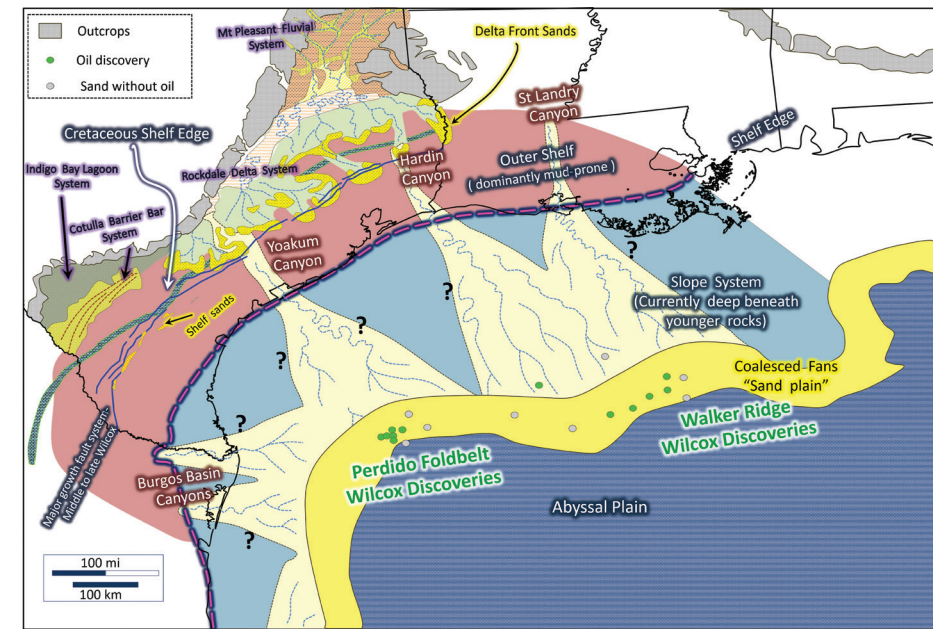 Outcrops
Oil discovery
Sand without oil
Mt Pleasant Fluvial
System
Delta Front Sands
Cretaceous Shelf Edge
St Landry
Canyon
Shelf Edge
Indigo Bay Lagoon
System
Rockdale Delta System
Hardin
Canyon
Outer Shelf
( dominantly mud-prone )
Cotulla Barrier Bar
System
Yoakum
Canyon
?
?
Slope System
(Currently deep beneath
younger rocks)
?
?
Shelf sands
?
Coalesced Fans
"Sand plain"
?
Walker Ridge
Wilcox Discoveries
Perdido Foldbelt
Wilcox Discoveries
Burgos Basin
Canyons
Major growth fault system-
Middle to late Wilcox
Abyssal Plain
?
100 mi
100 km